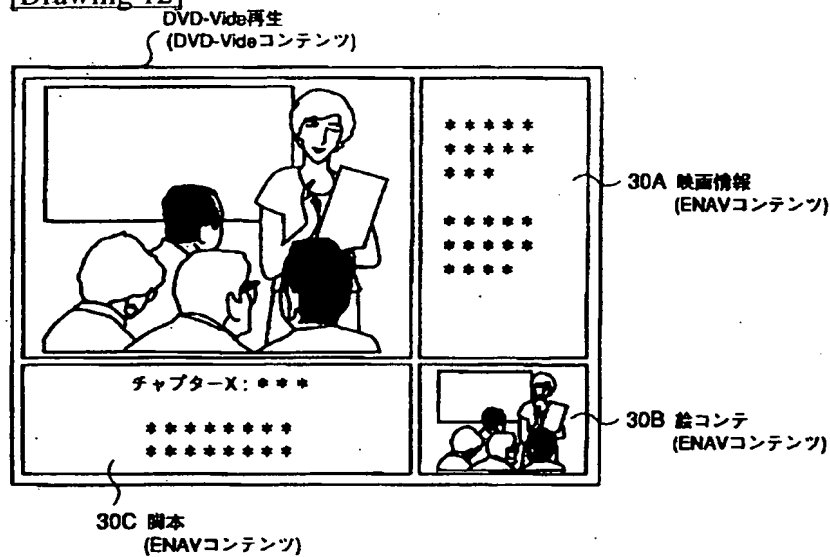 [Drawing 12]
DVD-Vide再生
(DVD-Videコンテンツ)
*****
*****
***
*****
*****
****
30A 映画情報
(ENAVコンテンツ)
チャプターX:***
********
********
30B 絵コンテ
(ENAVコンテンツ)
30C 脚本
(ENAVコンテンツ)